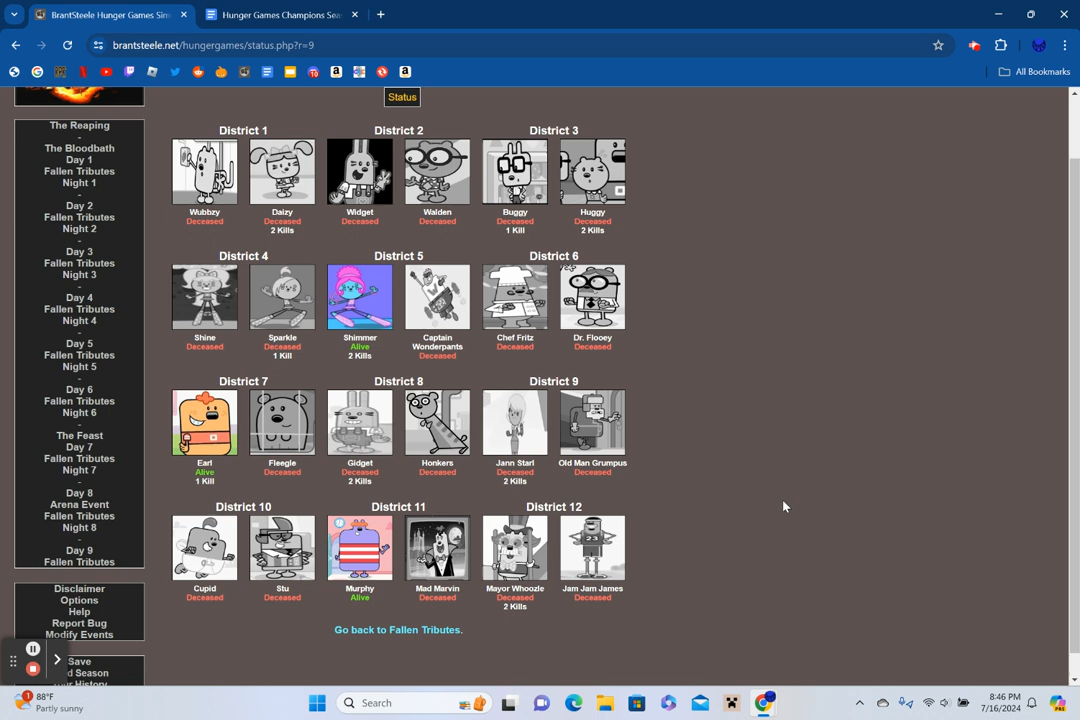 BrantSteele Hunger Games Sim
Hunger Games Champions Sea
brantsteele.net/hungergames/status.php?r=9
All Bookmarks
Status
The Reaping
-
The Bloodbath
Day 1
Fallen Tributes
Night 1
-
Day 2
Fallen Tributes
Night 2
-
Day 3
Fallen Tributes
Night 3
-
Day 4
Fallen Tributes
Night 4
-
Day 5
Fallen Tributes
Night 5
-
Day 6
Fallen Tributes
Night 6
-
The Feast
Day 7
Fallen Tributes
Night 7
-
Day 8
Arena Event
Fallen Tributes
Night 8
-
Day 9
Fallen Tributes
Disclaimer
Options
Help
Report Bug
Modify Events
Save
d Season
ur History
District 1 District 2 District 3
Wubbzy Daizy Widget Walden Buggy Huggy
Deceased Deceased Deceased Deceased Deceased Deceased
2 Kills 1 Kill 2 Kills
District 4 District 5 District 6
Shine Sparkle Shimmer Captain Wonderpants Chef Fritz Dr. Flooey
Deceased Deceased Alive Deceased Deceased Deceased
1 Kill 2 Kills
District 7 District 8 District 9
Earl Fleegle Gidget Honkers Jann Starl Old Man Grumpus
Alive Deceased Deceased Deceased Deceased Deceased
1 Kill 2 Kills 2 Kills
District 10 District 11 District 12
23
Cupid Stu Murphy Mad Marvin Mayor Whoozle Jam Jam James
Deceased Deceased Alive Deceased Deceased Deceased
2 Kills
Go back to Fallen Tributes.
1
88°F
Partly sunny
Search
8:46 PM
7/16/2024
PRE